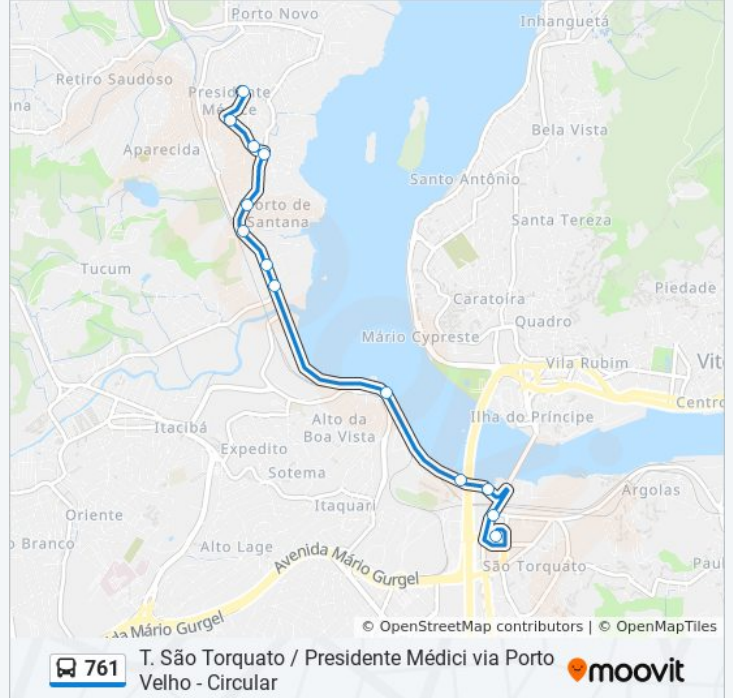 Porto Novo
Inhanguetá
Retiro Saudoso
Presidente
Médice
na
Bela Vista
Aparecida
Santo Antônio
Porto de
Santana
Santa Tereza
Tucum
Piedade
Caratoíra
Quadro
Mário Cypreste
Vila Rubim
Vit
Centro
Ilha do Príncipe
Itacibá
Alto da
Boa Vista
Expedito
Sotema
Argolas
Itaquari
Oriente
o Branco
Alto Lage
Avenida Mário Gurgel
São Torquato
Paul
da Mário Gurgel
© OpenStreetMap contributors | © OpenMapTiles
761
T. São Torquato / Presidente Médici via Porto
Velho - Circular
moovit